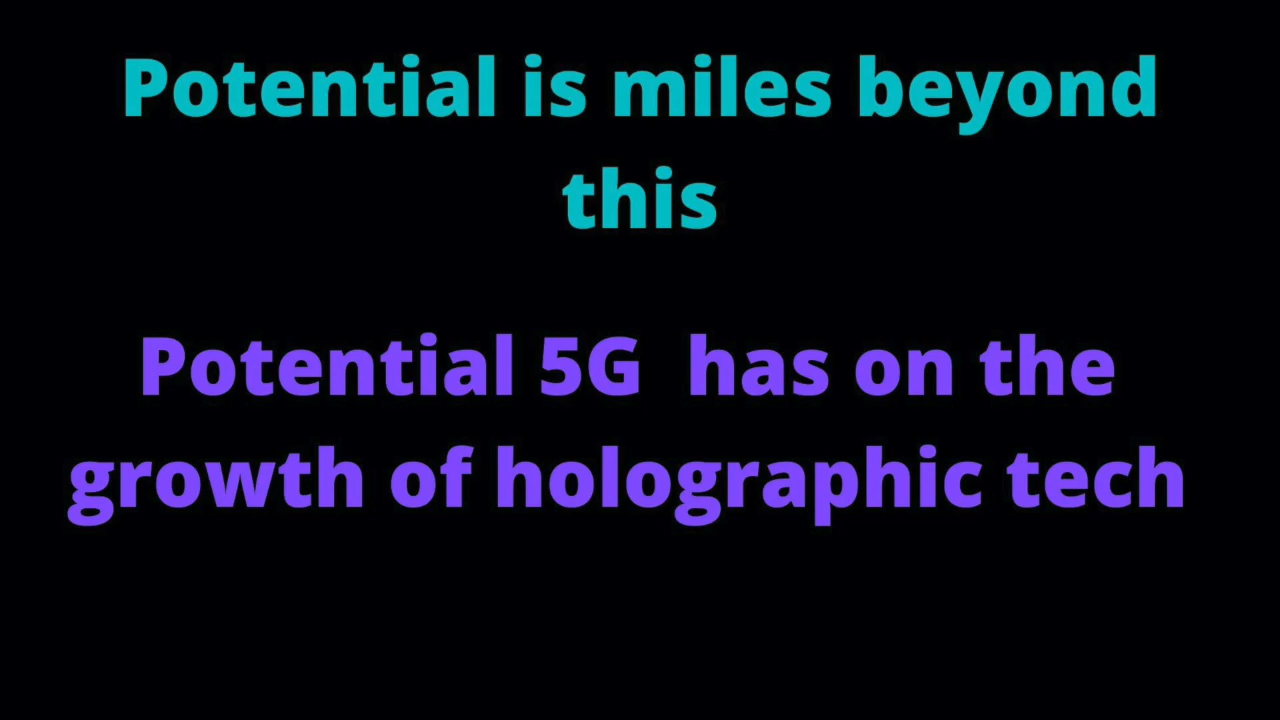 Potential is miles beyond
this
Potential 5G  has on the
growth of holographic tech